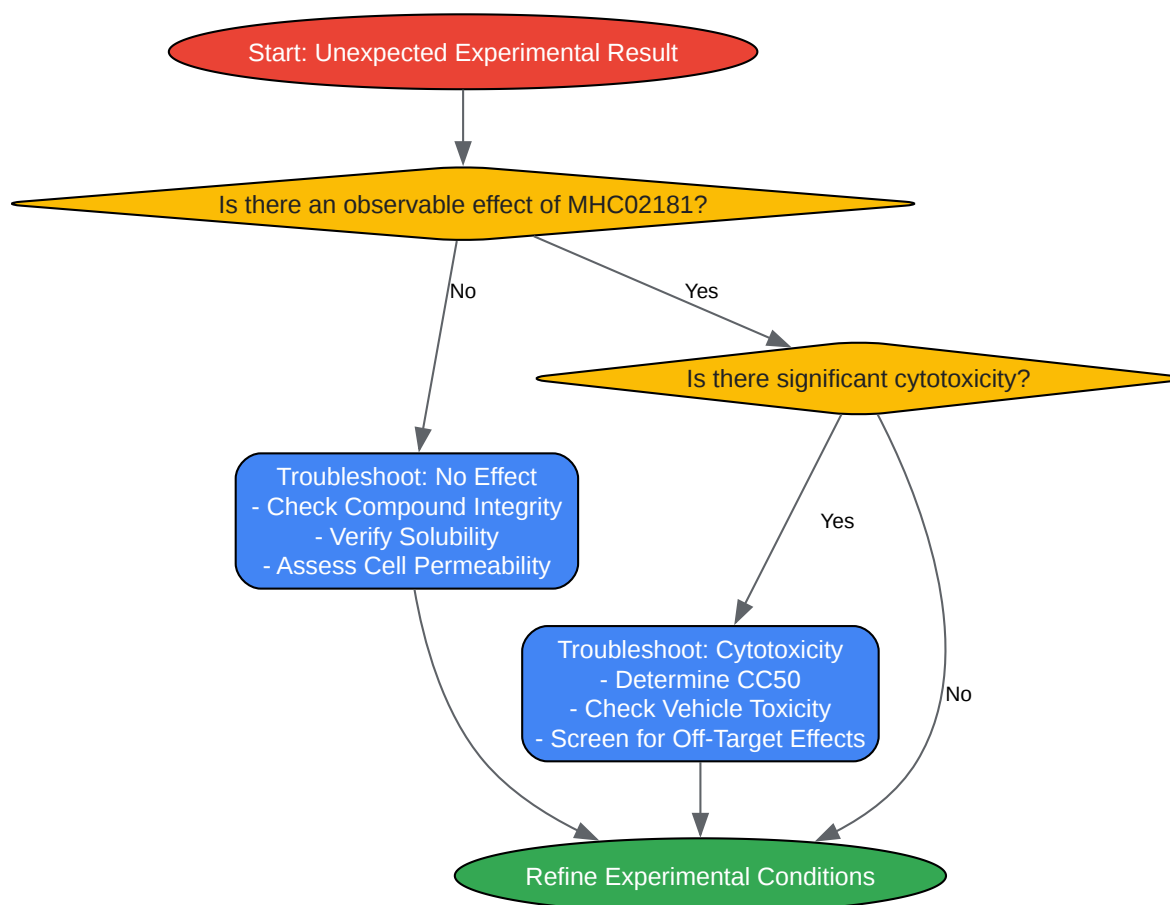 Start: Unexpected Experimental Result
Is there an observable effect of MHC02181?
No
Yes
Is there significant cytotoxicity?
Troubleshoot: No Effect
- Check Compound Integrity
- Verify Solubility
- Assess Cell Permeability
Yes
Troubleshoot: Cytotoxicity
- Determine CC50
- Check Vehicle Toxicity
- Screen for Off-Target Effects
No
Refine Experimental Conditions